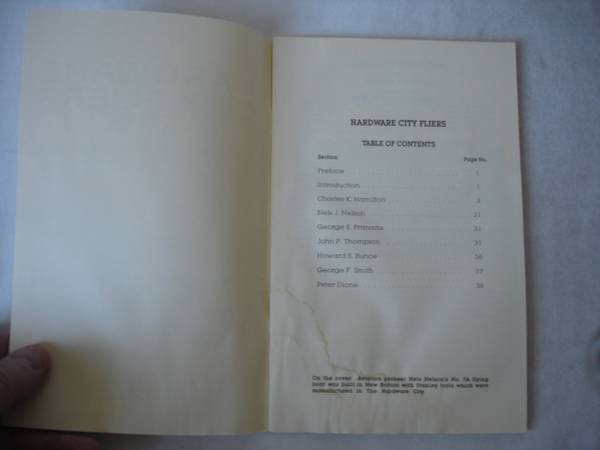 HARDWARE CITY FLIERS
TABLE OF CONTENTS
Section Page No.
Preface 1
Introduction 1
Charles K. Hamilton 3
Nels J. Nelson 21
George S. Prentiss 31
John P. Thompson 31
Howard S. Bunce 36
George F. Smith 37
Peter Dione 38
On the cover: Aviation pioneer Nels Nelson's No. 7A flying
boat was built in New Britain with Stanley tools which were
manufactured in The Hardware City.